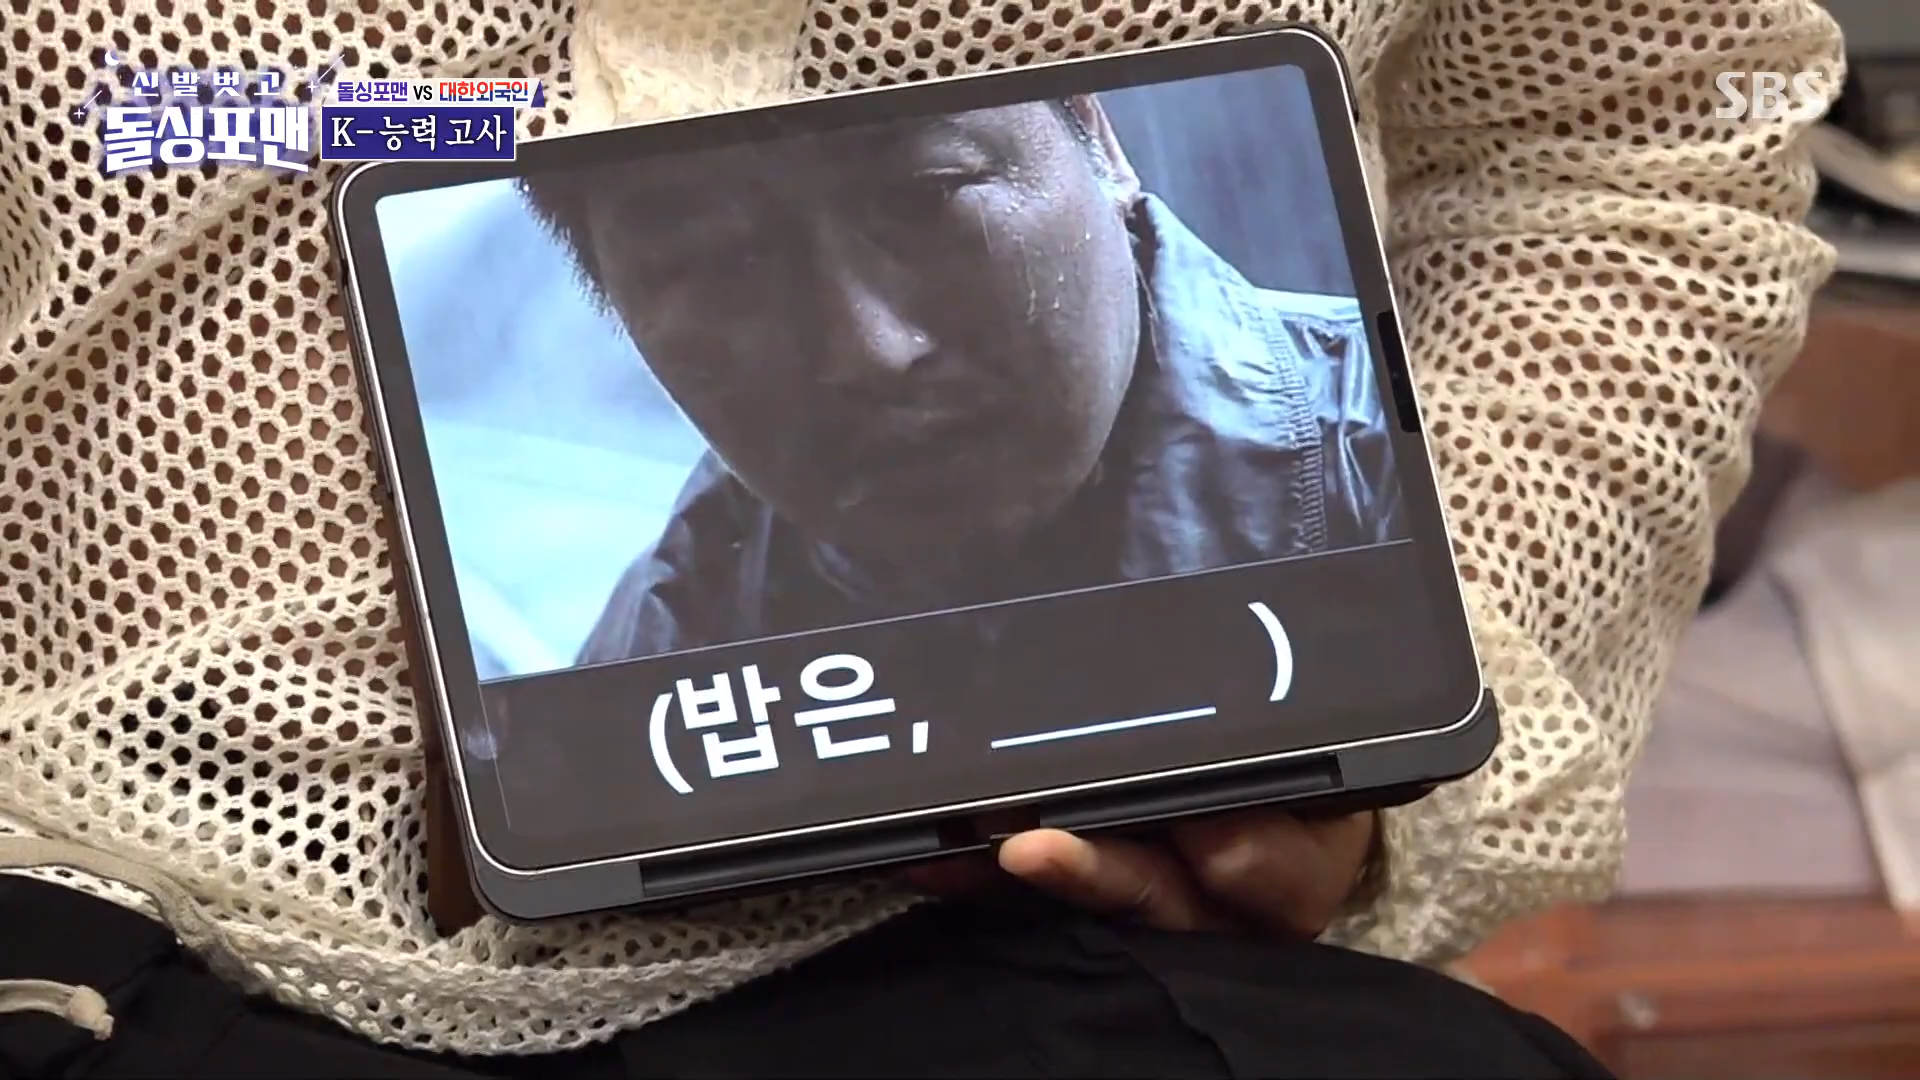 신발벗고
돌싱포맨
돌싱포맨 VS 대한외국인
K-능력 고사
SBS
(밥은, ____ )